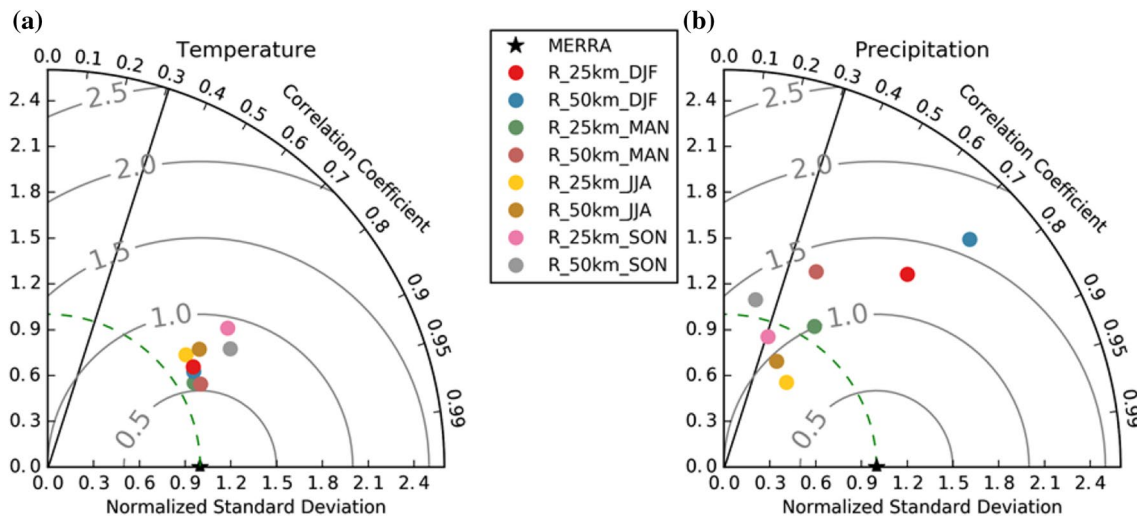 (a)
Temperature
Correlation Coefficient
0.0 0.1 0.2 0.3 0.4 0.5 0.6 0.7 0.8 0.9 0.95 0.99
2.4
2.1
1.8
1.5
1.2
0.9
0.6
0.3
0.0
2.5
2.0
1.5
1.0
0.5
0.0 0.3 0.6 0.9 1.2 1.5 1.8 2.1 2.4
Normalized Standard Deviation
MERRA
R_25km_DJF
R_50km_DJF
R_25km_MAN
R_50km_MAN
R_25km_JJA
R_50km_JJA
R_25km_SON
R_50km_SON
(b)
Precipitation
Correlation Coefficient
0.0 0.1 0.2 0.3 0.4 0.5 0.6 0.7 0.8 0.9 0.95 0.99
2.4
2.1
1.8
1.5
1.2
0.9
0.6
0.3
0.0
2.5
2.0
1.5
1.0
0.5
0.0 0.3 0.6 0.9 1.2 1.5 1.8 2.1 2.4
Normalized Standard Deviation